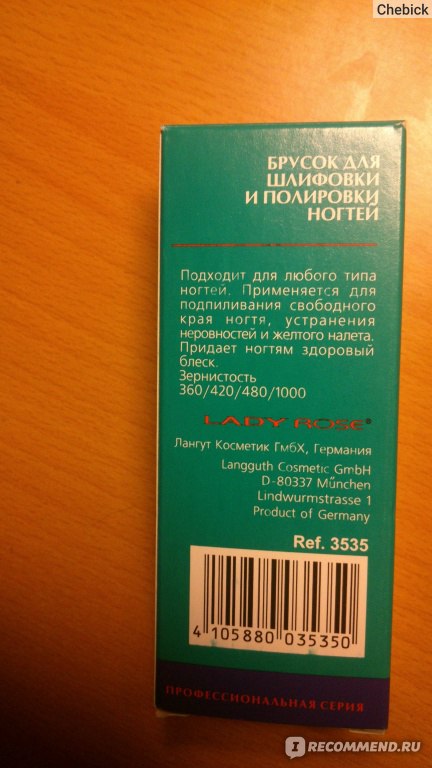 Chebick
БРУСОК ДЛЯ
ШЛИФОВКИ
И ПОЛИРОВКИ
НОГТЕЙ
Подходит для любого типа
ногтей. Применяется для
подпиливания свободного
края ногтя, устранения
неровностей и желтого налета.
Придает ногтям здоровый
блеск.
Зернистость
360/420/480/1000
LADY ROSE®
Лангут Косметик ГмбХ, Германия
Langguth Cosmetic GmbH
D-80337 München
Lindwurmstrasse 1
Product of Germany
Ref. 3535
4 105880 035350
ПРОФЕССИОНАЛЬНАЯ СЕРИЯ
I RECOMMEND.RU